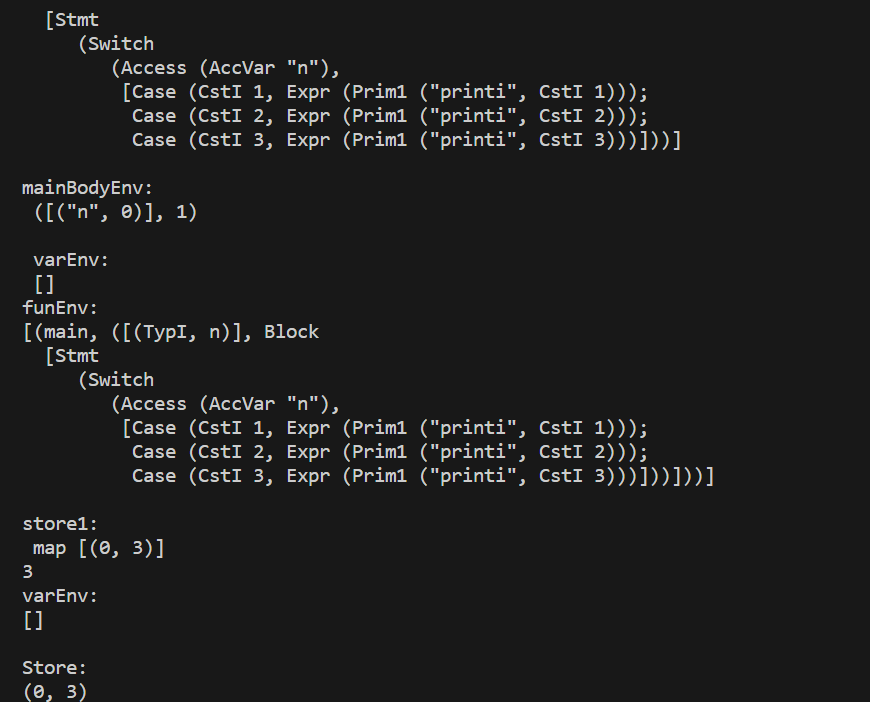 [Stmt
(Switch
(Access (AccVar "n"),
[Case (CstI 1, Expr (Prim1 ("printi", CstI 1)));
Case (CstI 2, Expr (Prim1 ("printi", CstI 2)));
Case (CstI 3, Expr (Prim1 ("printi", CstI 3)))]))]
mainBodyEnv:
([("n", 0)], 1)
varEnv:
[]
funEnv:
[(main, ([(TypI, n)], Block
[Stmt
(Switch
(Access (AccVar "n"),
[Case (CstI 1, Expr (Prim1 ("printi", CstI 1)));
Case (CstI 2, Expr (Prim1 ("printi", CstI 2)));
Case (CstI 3, Expr (Prim1 ("printi", CstI 3)))]))]))]
store1:
map [(0, 3)]
3
varEnv:
[]
Store:
(0, 3)